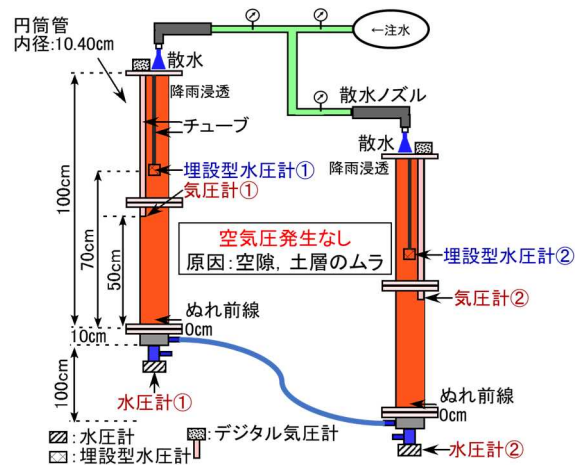 円筒管
内径:10.40cm
散水
←注水
降雨浸透
散水ノズル
チューブ
散水
降雨浸透
埋設型水圧計①
気圧計①
100cm
70cm
50cm
空気圧発生なし
原因:空隙, 土層のムラ
埋設型水圧計②
気圧計②
ぬれ前線
0cm
10cm
100cm
水圧計①
ぬれ前線
0cm
水圧計②
:水圧計
:デジタル気圧計
:埋設型水圧計